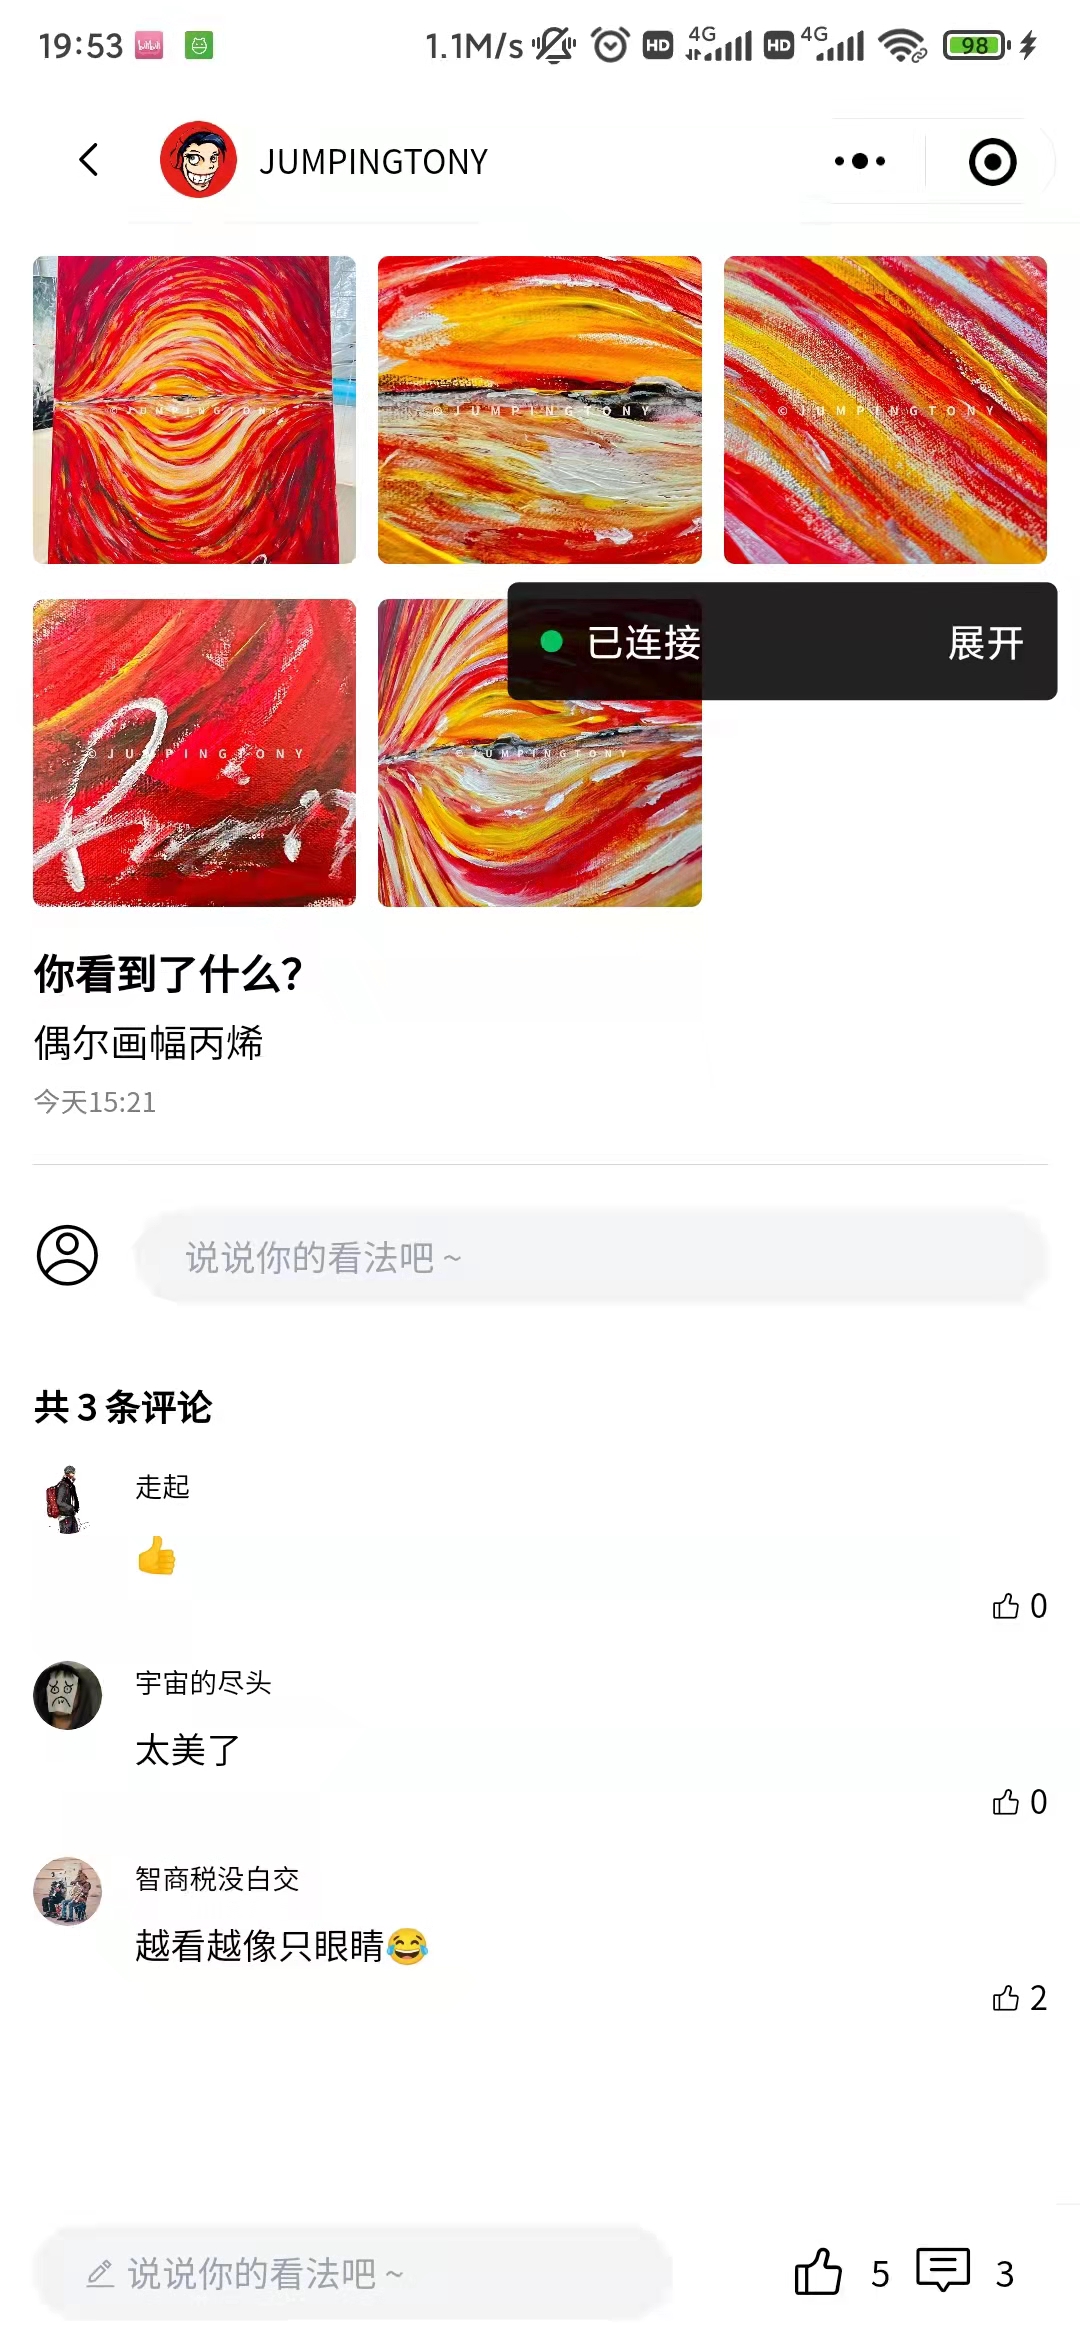 19:53 bilibili 1.1M/s HD 4G HD 4G 98
JUMPINGTONY
© JUMPINGTONY
© JUMPINGTONY
© JUMPINGTONY
已连接 展开
© JUMPINGTONY
© JUMPINGTONY
你看到了什么？
偶尔画幅丙烯
今天15:21
说说你的看法吧 ~
共 3 条评论
走起
👍
0
宇宙的尽头
太美了
0
智商税没白交
越看越像只眼睛😂
2
说说你的看法吧 ~ 5 3